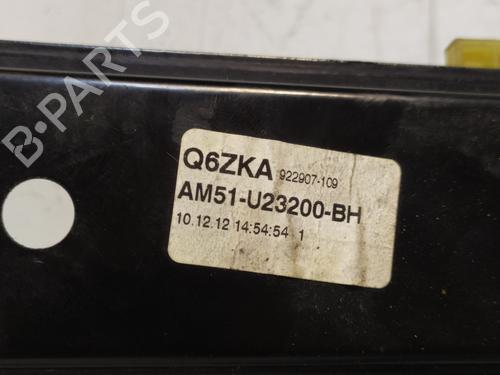 B-PARTS
Q6ZKA 922907-109
AM51-U23200-BH
10.12.12 14:54:54 1